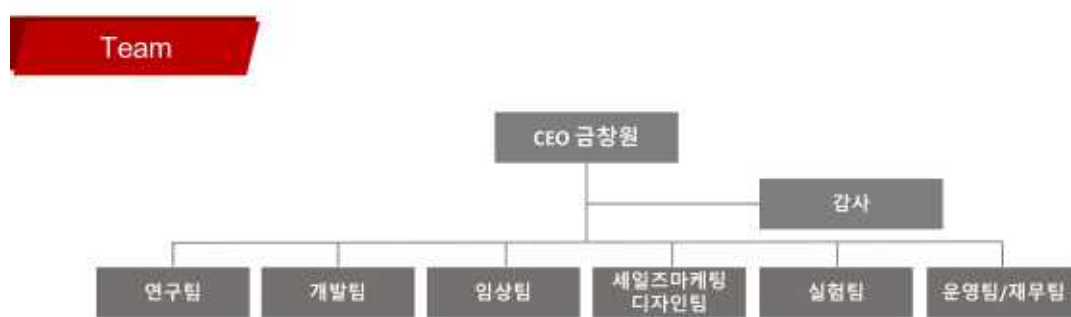 Team
CEO 금창원
감사
연구팀
개발팀
임상팀
세일즈마케팅
디자인팀
실험팀
운영팀/재무팀